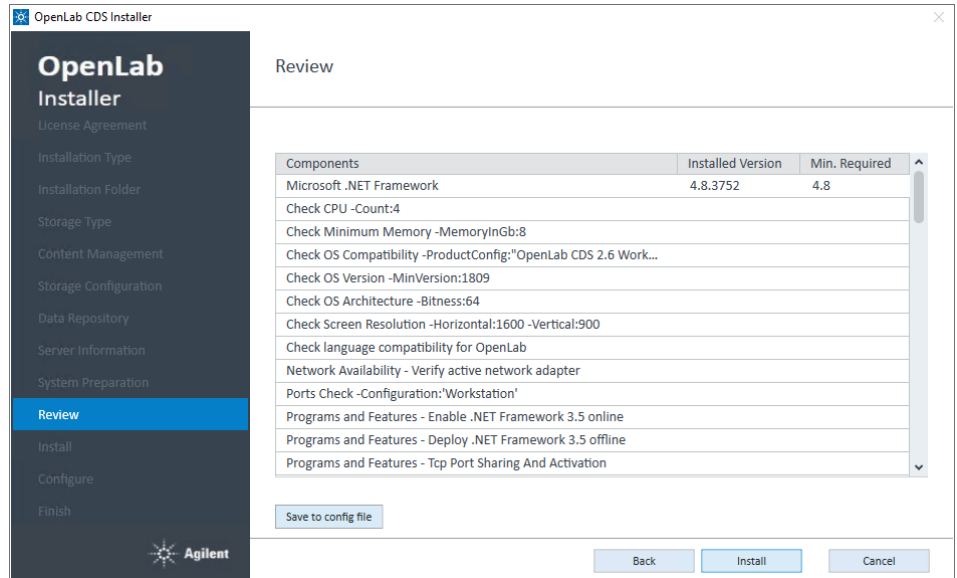 OpenLab CDS Installer
OpenLab
Installer
License Agreement
Installation Type
Installation Folder
Storage Type
Content Management
Storage Configuration
Data Repository
Server Information
System Preparation
Review
Install
Configure
Finish
Agilent
Review
Components Installed Version Min. Required
Microsoft .NET Framework 4.8.3752 4.8
Check CPU -Count:4
Check Minimum Memory -MemoryInGb:8
Check OS Compatibility -ProductConfig:"OpenLab CDS 2.6 Work...
Check OS Version -MinVersion:1809
Check OS Architecture -Bitness:64
Check Screen Resolution -Horizontal:1600 -Vertical:900
Check language compatibility for OpenLab
Network Availability - Verify active network adapter
Ports Check -Configuration:'Workstation'
Programs and Features - Enable .NET Framework 3.5 online
Programs and Features - Deploy .NET Framework 3.5 offline
Programs and Features - Tcp Port Sharing And Activation
Save to config file
Back Install Cancel